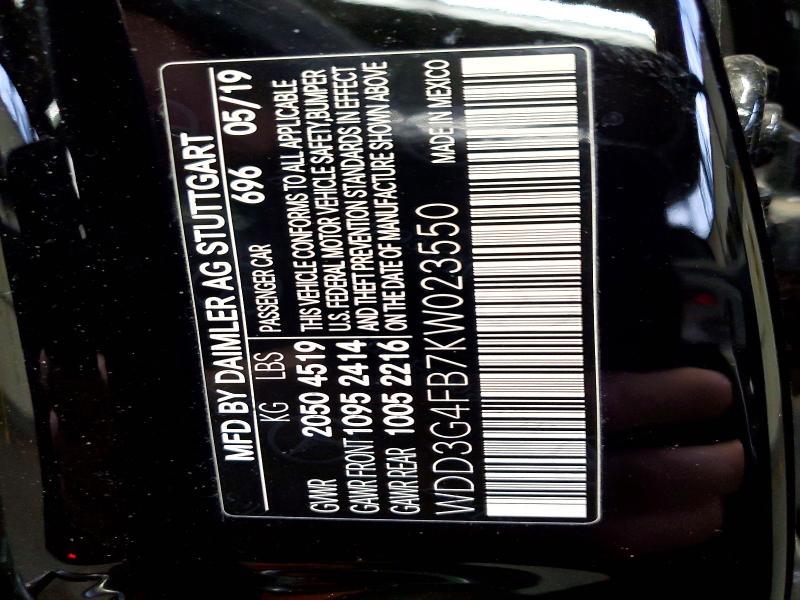 MFD BY DAIMLER AG STUTTGART
KG LBS PASSENGER CAR 696 05/19
GVWR 2050 4519 THIS VEHICLE CONFORMS TO ALL APPLICABLE
U.S. FEDERAL MOTOR VEHICLE SAFETY,BUMPER
GAWR FRONT 1095 2414 AND THEFT PREVENTION STANDARDS IN EFFECT
GAWR REAR 1005 2216 ON THE DATE OF MANUFACTURE SHOWN ABOVE
WDD3G4FB7KW023550 MADE IN MEXICO